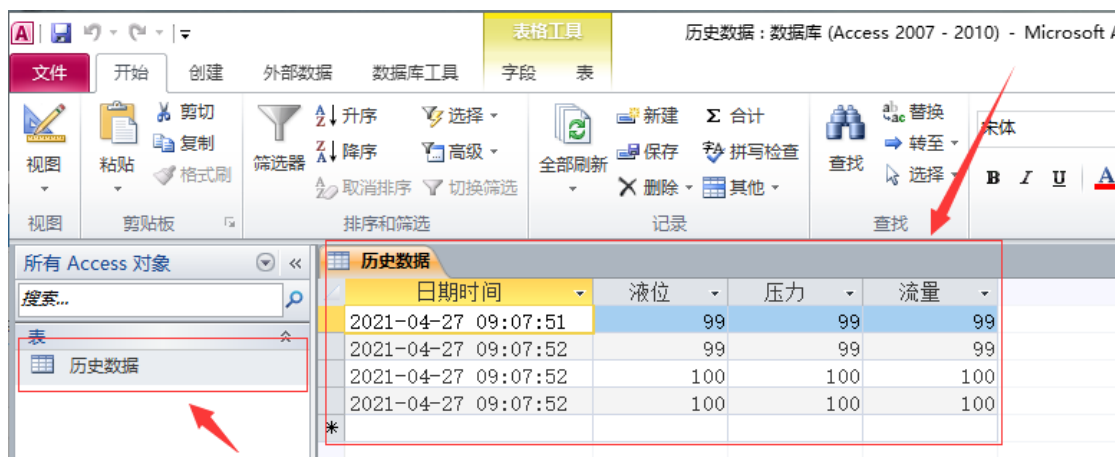 表格工具
历史数据 : 数据库 (Access 2007 - 2010) - Microsoft A
文件 开始 创建 外部数据 数据库工具 字段 表
视图 粘贴 剪切 复制 格式刷 筛选器 升序 降序 取消排序 选择 高级 切换筛选 全部刷新 新建 保存 删除 合计 拼写检查 其他 查找 替换 转至 选择 宋体 B I U A
视图 剪贴板 排序和筛选 记录 查找
所有 Access 对象
搜索...
表
历史数据
历史数据
日期时间 液位 压力 流量
2021-04-27 09:07:51 99 99 99
2021-04-27 09:07:52 99 99 99
2021-04-27 09:07:52 100 100 100
2021-04-27 09:07:52 100 100 100